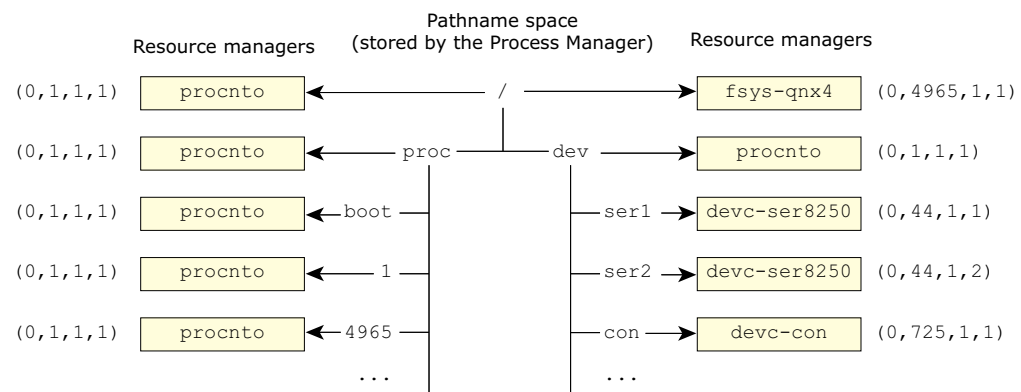 Pathname space
(stored by the Process Manager)
Resource managers
Resource managers
(0,1,1,1) procnto / fsys-qnx4 (0,4965,1,1)
(0,1,1,1) procnto proc dev procnto (0,1,1,1)
(0,1,1,1) procnto boot ser1 devc-ser8250 (0,44,1,1)
(0,1,1,1) procnto 1 ser2 devc-ser8250 (0,44,1,2)
(0,1,1,1) procnto 4965 con devc-con (0,725,1,1)
... ...